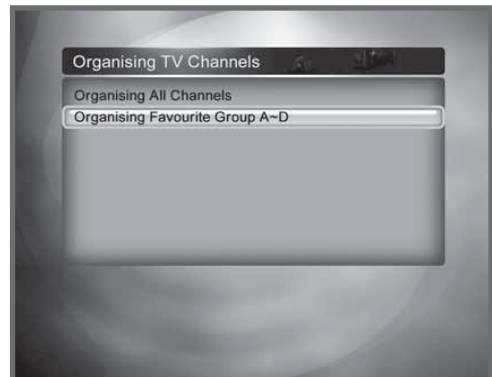 Organising TV Channels
Organising All Channels
Organising Favourite Group A~D